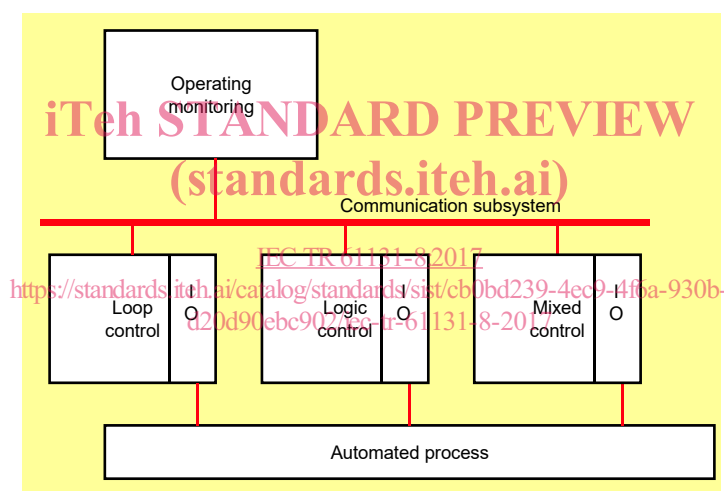 Operating
monitoring
iTeh STANDARD PREVIEW
(standards.iteh.ai)
Communication subsystem
IEC TR 61131-8:2017
https://standards.iteh.ai/catalog/standards/sist/cb0bd239-4ec9-4f6a-930b-
d20d90ebc902/iec-tr-61131-8-2017
Loop
control
I
O
Logic
control
I
O
Mixed
control
I
O
Automated process